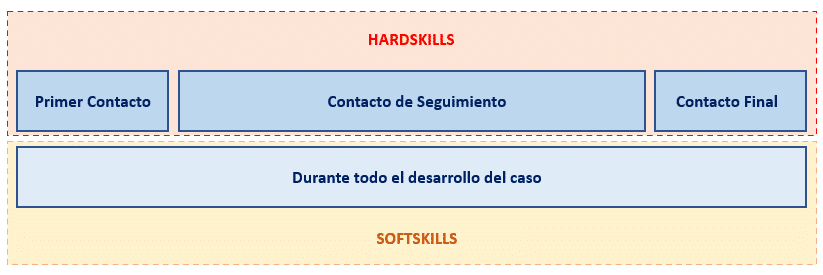 HARDSKILLS
Primer Contacto
Contacto de Seguimiento
Contacto Final
Durante todo el desarrollo del caso
SOFTSKILLS